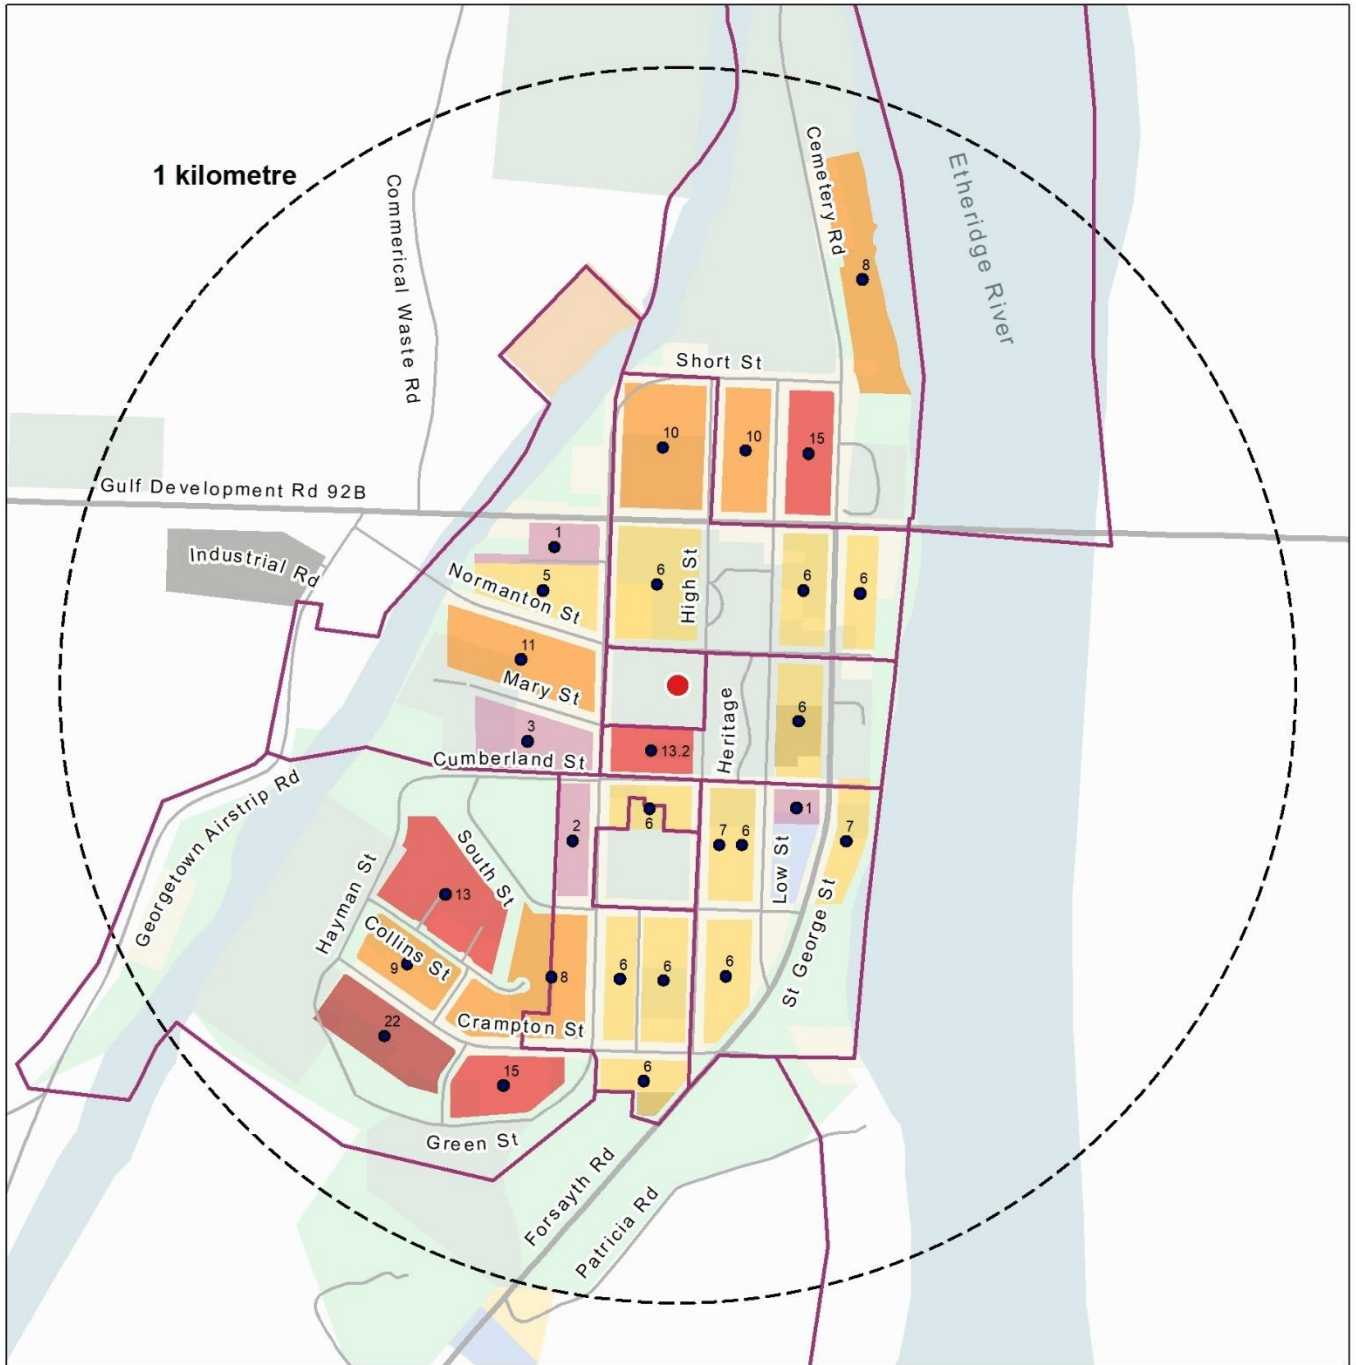 1 kilometre
Commerical Waste Rd
Cemetery Rd
Etheridge River
8
Short St
10
10
15
Gulf Development Rd 92B
Industrial Rd
1
5
Normanton St
6
High St
6
6
11
Mary St
3
Cumberland St
13.2
Heritage
6
Georgetown Airstrip Rd
2
6
7
6
1
7
Low St
St George St
South St
13
Hayman St
Collins St
9
8
6
6
6
22
Crampton St
15
6
Green St
Forsayth Rd
Patricia Rd